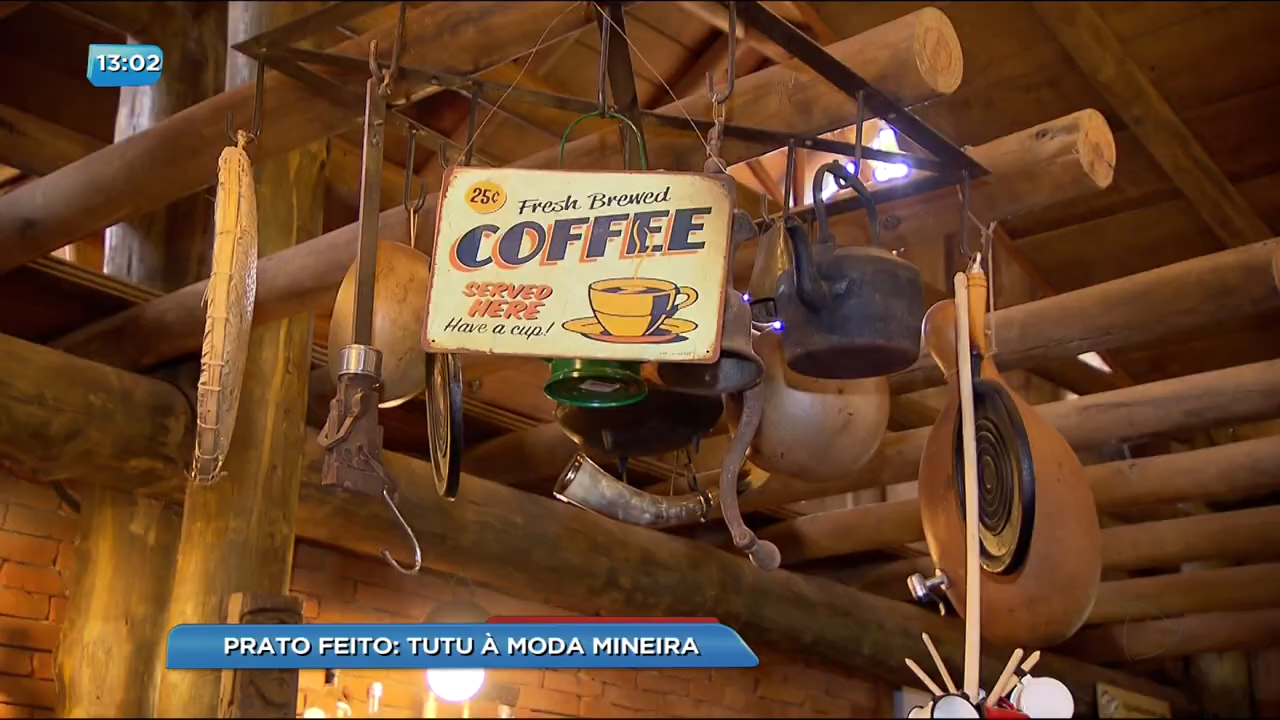 13:02
25¢
Fresh Brewed
COFFEE
SERVED
HERE
Have a cup!
PRATO FEITO: TUTU À MODA MINEIRA